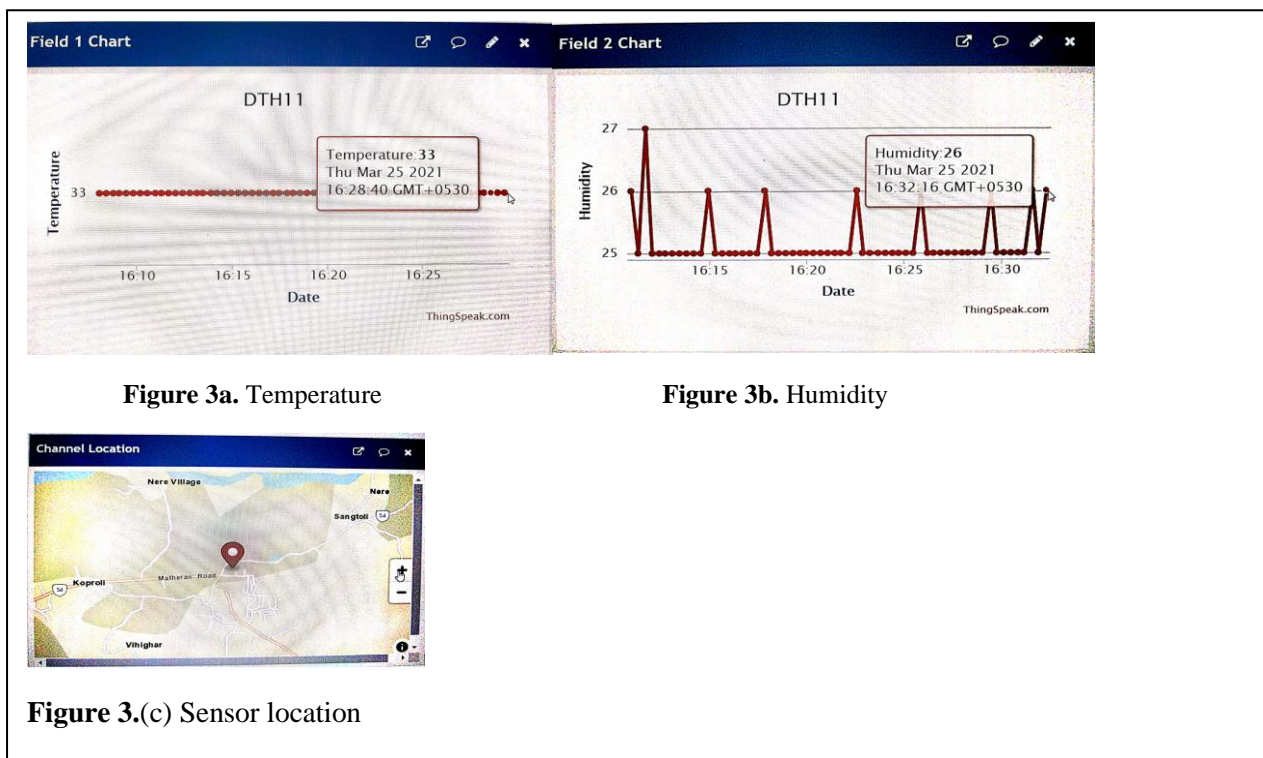 Field 1 Chart
DTH11
Temperature
33
Temperature:33
Thu Mar 25 2021
16:28:40 GMT+0530
16:10 16:15 16:20 16:25
Date
ThingSpeak.com
Field 2 Chart
DTH11
Humidity
27
26
25
Humidity:26
Thu Mar 25 2021
16:32:16 GMT+0530
16:15 16:20 16:25 16:30
Date
ThingSpeak.com
Figure 3a. Temperature
Figure 3b. Humidity
Channel Location
Nere Village
Nere
Sangtoli 54
Matheran Road
54 Koproli
Vihighar
+
−
Figure 3.(c) Sensor location